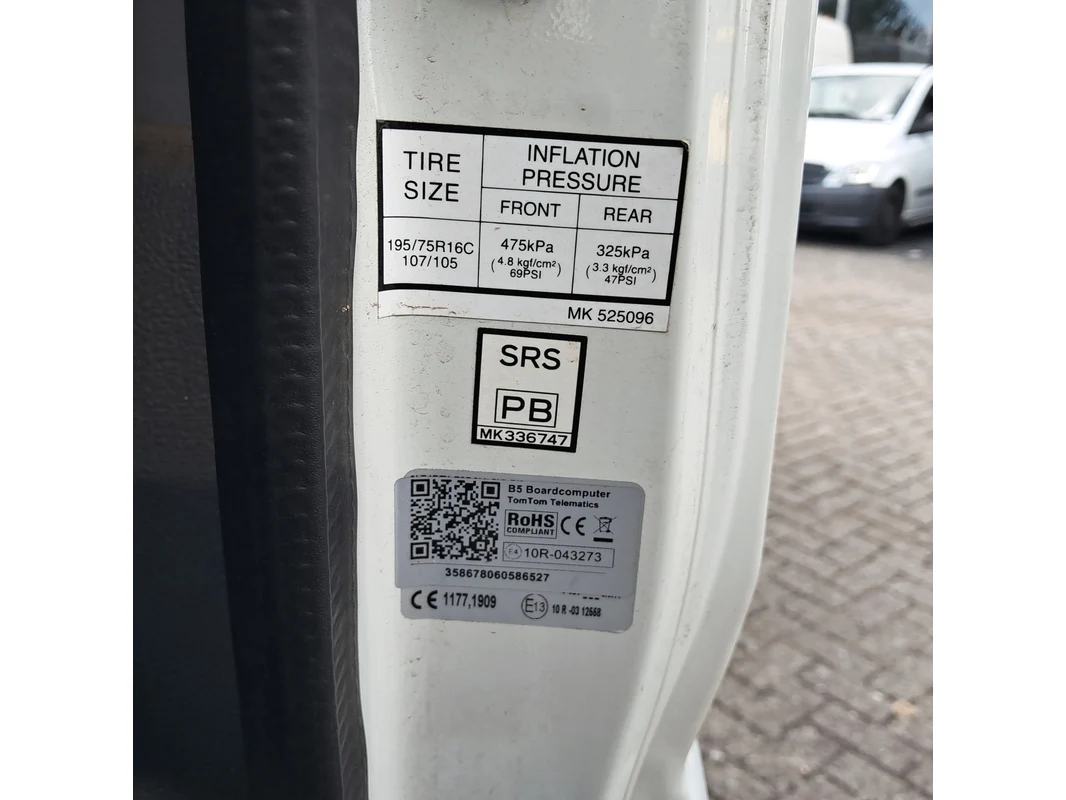 TIRE SIZE
INFLATION PRESSURE
FRONT
REAR
195/75R16C
107/105
475kPa
(4.8 kgf/cm²)
69PSI
325kPa
(3.3 kgf/cm²)
47PSI
MK 525096
SRS
PB
MK336747
B5 Boardcomputer
TomTom Telematics
RoHS
COMPLIANT
CE
E4 10R-043273
358678060586527
CE 1177,1909
E13 10 R -03 12558